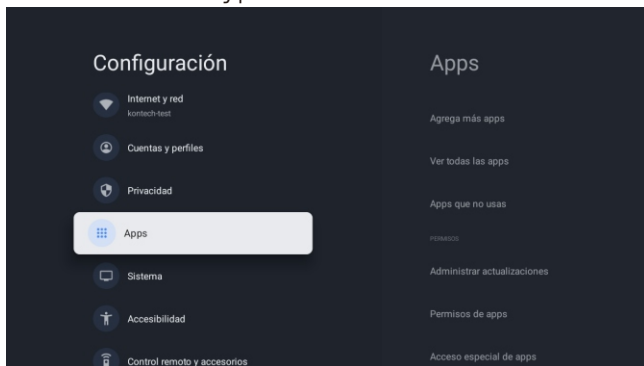 Configuración
Internet y red
kontech-test
Cuentas y perfiles
Privacidad
Apps
Sistema
Accesibilidad
Control remoto y accesorios
Apps
Agrega más apps
Ver todas las apps
Apps que no usas
PERMISOS
Administrar actualizaciones
Permisos de apps
Acceso especial de apps